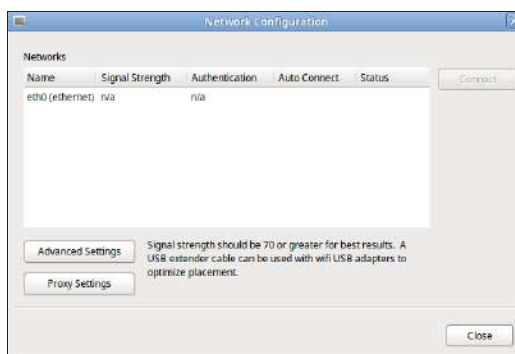 Network Configuration
Networks
Name Signal Strength Authentication Auto Connect Status
Connect
eth0 (ethernet) n/a n/a
Advanced Settings
Proxy Settings
Signal strength should be 70 or greater for best results. A
USB extender cable can be used with wifi USB adapters to
optimize placement.
Close